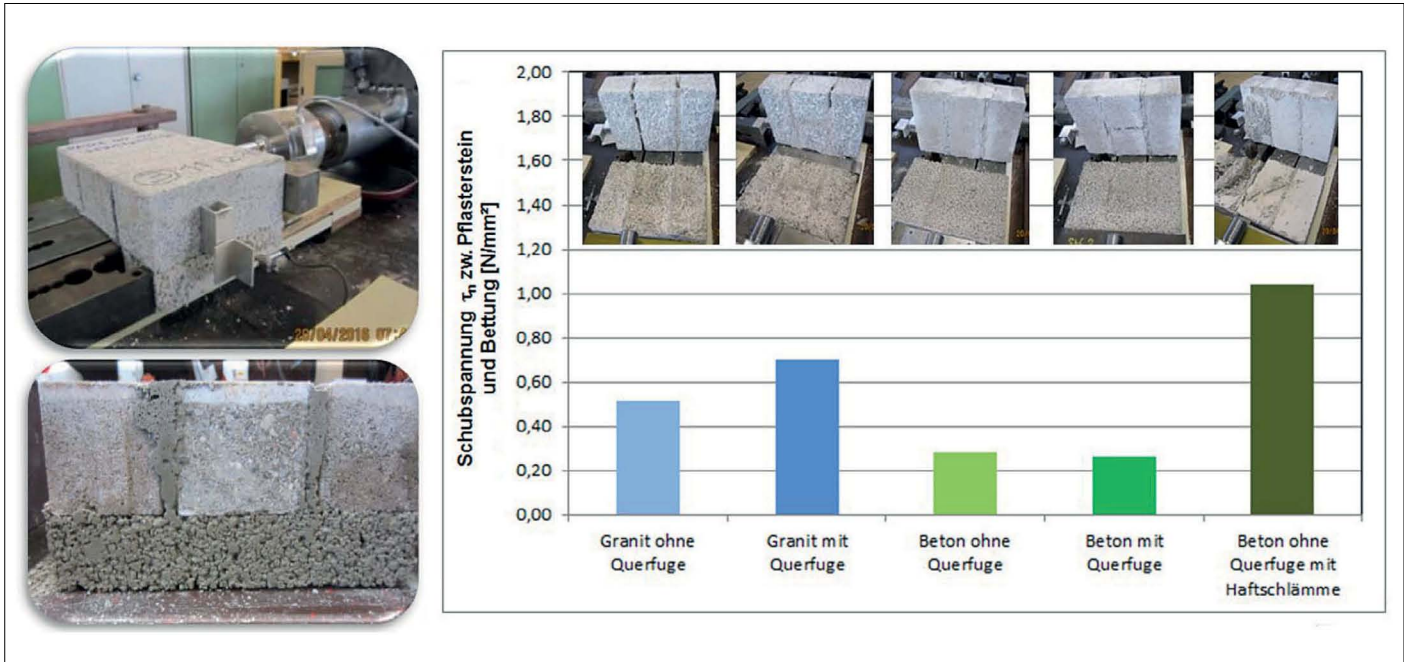 29/04/2016 07:
Schubspannung τ, zw. Pflasterstein
und Bettung [N/mm²]
2,00
1,80
1,60
1,40
1,20
1,00
0,80
0,60
0,40
0,20
0,00
Granit ohne
Querfuge
Granit mit
Querfuge
Beton ohne
Querfuge
Beton mit
Querfuge
Beton ohne
Querfuge mit
Haftschlämme